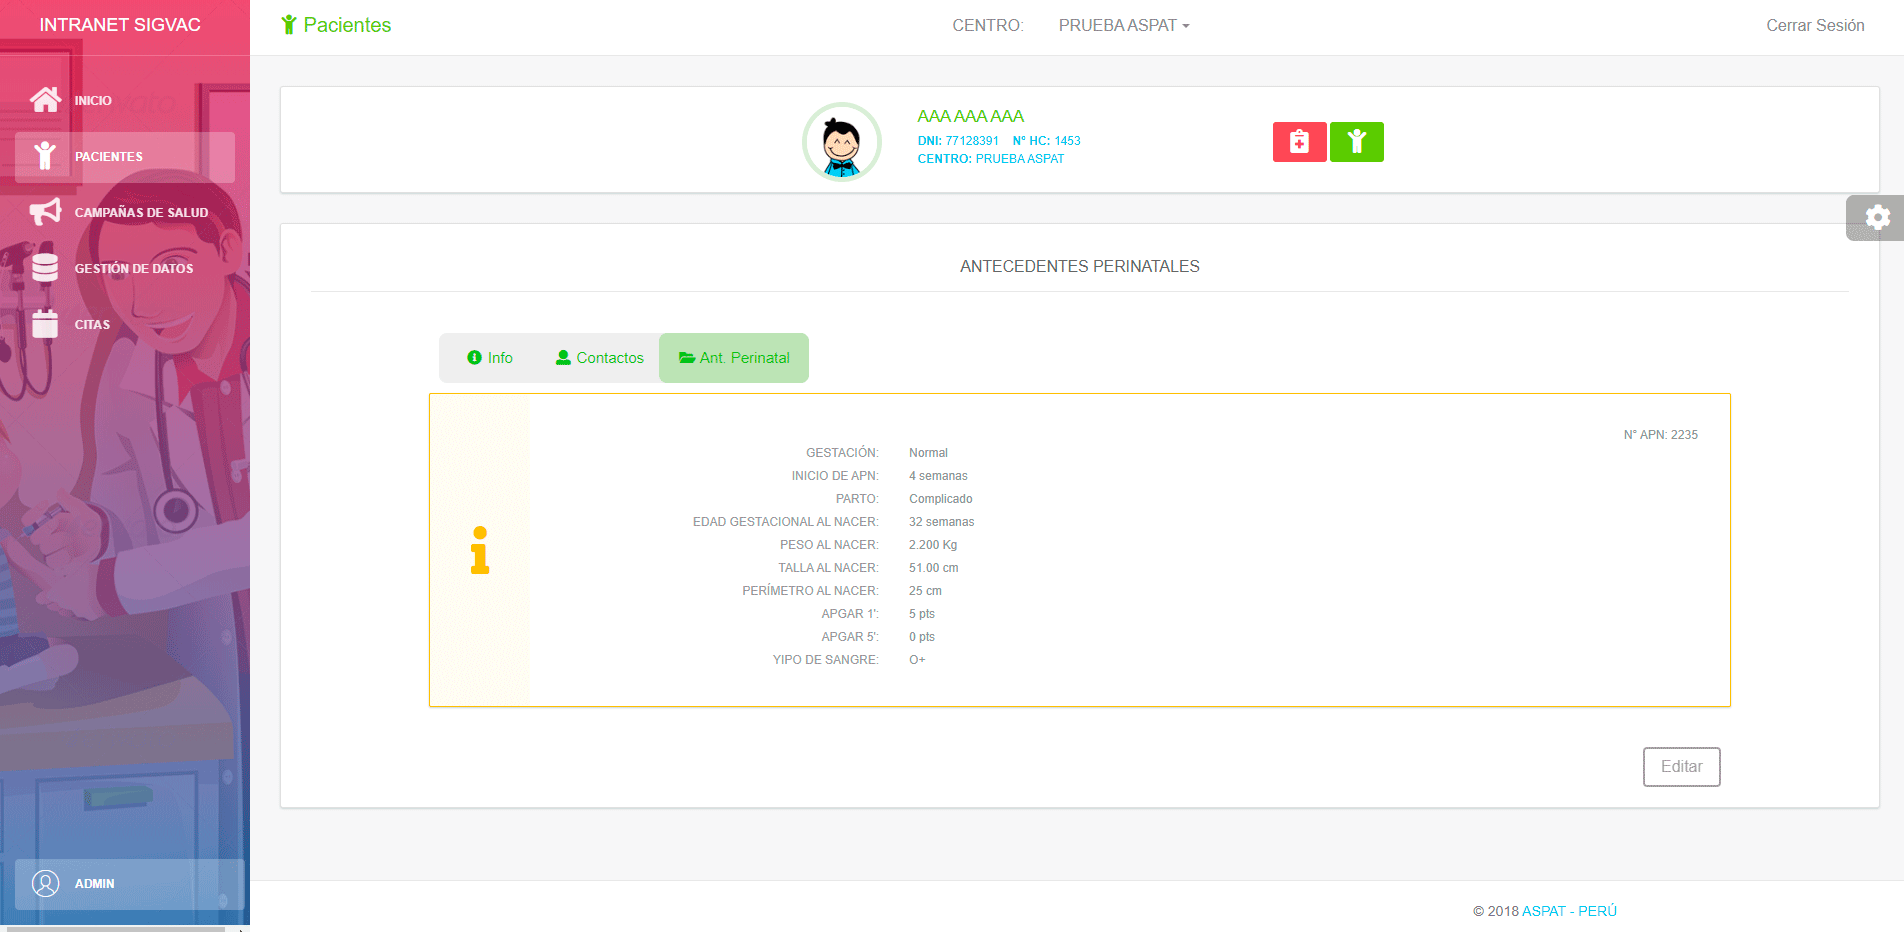 INTRANET SIGVAC
INICIO
PACIENTES
CAMPAÑAS DE SALUD
GESTIÓN DE DATOS
CITAS
ADMIN
Pacientes
CENTRO: PRUEBA ASPAT
Cerrar Sesión
AAA AAA AAA
DNI: 77128391 N° HC: 1453
CENTRO: PRUEBA ASPAT
ANTECEDENTES PERINATALES
Info Contactos Ant. Perinatal
N° APN: 2235
GESTACIÓN: Normal
INICIO DE APN: 4 semanas
PARTO: Complicado
EDAD GESTACIONAL AL NACER: 32 semanas
PESO AL NACER: 2.200 Kg
TALLA AL NACER: 51.00 cm
PERÍMETRO AL NACER: 25 cm
APGAR 1': 5 pts
APGAR 5': 0 pts
YIPO DE SANGRE: O+
Editar
© 2018 ASPAT - PERÚ